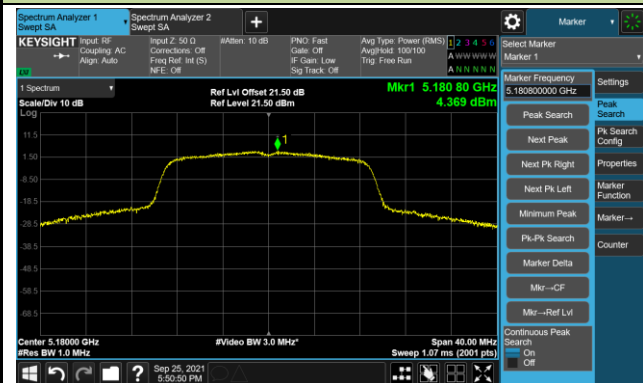 Spectrum Analyzer 1
Swept SA
Spectrum Analyzer 2
Swept SA
+
Marker
KEYSIGHT
Input: RF
Coupling: AC
Align: Auto
Input Z: 50 Ω
Corrections: Off
Freq Ref: Int (S)
NFE: Off
#Atten: 10 dB
PNO: Fast
Gate: Off
IF Gain: Low
Sig Track: Off
Avg Type: Power (RMS)
Avg|Hold: 100/100
Trig: Free Run
1 2 3 4 5 6
A W W W W W
A N N N N N
Select Marker
Marker 1
1 Spectrum
Scale/Div 10 dB
Log
Ref Lvl Offset 21.50 dB
Ref Level 21.50 dBm
Mkr1 5.180 80 GHz
4.369 dBm
1
11.5
1.50
-8.50
-18.5
-28.5
-38.5
-48.5
-58.5
-68.5
Center 5.18000 GHz
#Res BW 1.0 MHz
#Video BW 3.0 MHz*
Span 40.00 MHz
Sweep 1.07 ms (2001 pts)
Marker Frequency
5.180800000 GHz
Peak Search
Next Peak
Next Pk Right
Next Pk Left
Minimum Peak
Pk-Pk Search
Marker Delta
Mkr→CF
Mkr→Ref Lvl
Continuous Peak
Search
On
Off
Settings
Peak
Search
Pk Search
Config
Properties
Marker
Function
Marker→
Counter
?
Sep 25, 2021
5:50:50 PM